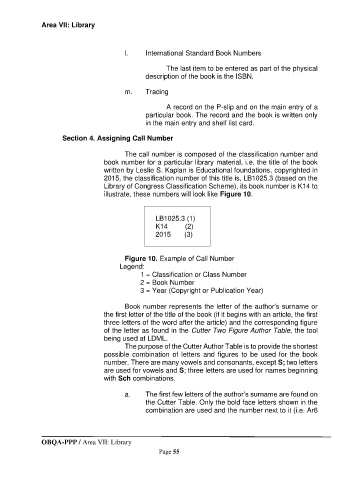 Area VII: Library
l. International Standard Book Numbers
The last item to be entered as part of the physical
description of the book is the ISBN.
m. Tracing
A record on the P-slip and on the main entry of a
particular book. The record and the book is written only
in the main entry and shelf list card.
Section 4. Assigning Call Number
The call number is composed of the classification number and
book number for a particular library material, i.e. the title of the book
written by Leslie S. Kaplan is Educational foundations, copyrighted in
2015, the classification number of this title is, LB1025.3 (based on the
Library of Congress Classification Scheme), its book number is K14 to
illustrate, these numbers will look like Figure 10.
LB1025.3 (1)
K14 (2)
2015 (3)
Figure 10. Example of Call Number
Legend:
1 = Classification or Class Number
2 = Book Number
3 = Year (Copyright or Publication Year)
Book number represents the letter of the author's surname or
the first letter of the title of the book (if it begins with an article, the first
three letters of the word after the article) and the corresponding figure
of the letter as found in the Cutter Two Figure Author Table, the tool
being used at LDML.
The purpose of the Cutter Author Table is to provide the shortest
possible combination of letters and figures to be used for the book
number. There are many vowels and consonants, except S; two letters
are used for vowels and S; three letters are used for names beginning
with Sch combinations.
a. The first few letters of the author's surname are found on
the Cutter Table. Only the bold face letters shown in the
combination are used and the number next to it (i.e. Ar6
OBQA-PPP / Area VII: Library
Page 55